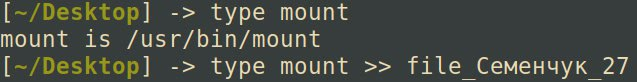 [~/Desktop] -> type mount
mount is /usr/bin/mount
[~/Desktop] -> type mount >> file_Семенчук_27